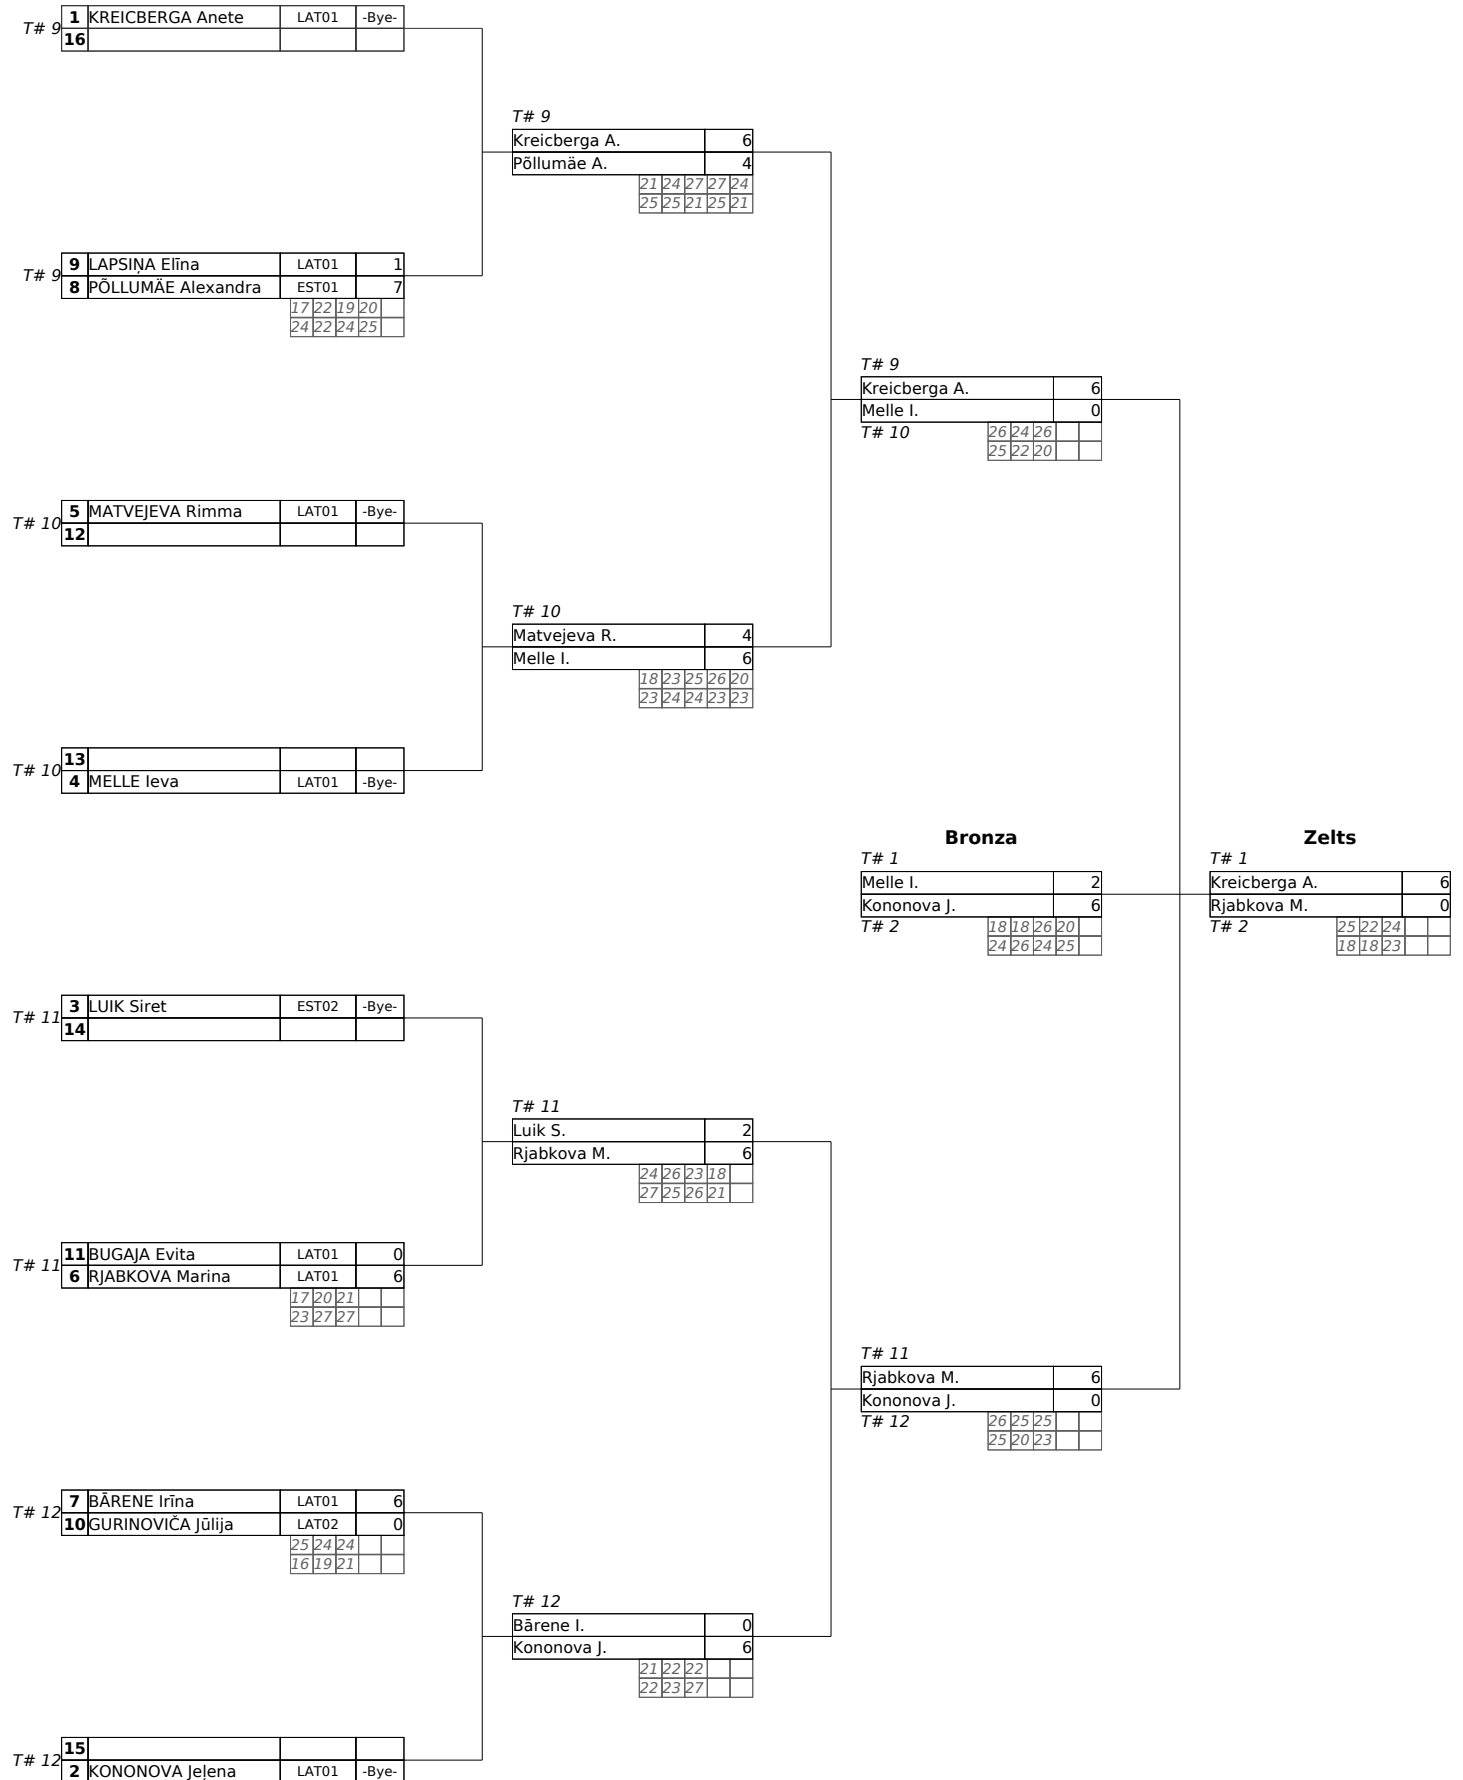 T# 9
1 KREICBERGA Anete LAT01 -Bye-
16
T# 9
Kreicberga A. 6
Põllumäe A. 4
21 24 27 27 24
25 25 21 25 21
T# 9
9 LAPSIŅA Elīna LAT01 1
8 PÕLLUMÄE Alexandra EST01 7
17 22 19 20
24 22 24 25
T# 9
Kreicberga A. 6
Melle I. 0
T# 10
26 24 26
25 22 20
T# 10
5 MATVEJEVA Rimma LAT01 -Bye-
12
T# 10
Matvejeva R. 4
Melle I. 6
18 23 25 26 20
23 24 24 23 23
T# 10
13
4 MELLE Ieva LAT01 -Bye-
Bronza
T# 1
Melle I. 2
Kononova J. 6
T# 2
18 18 26 20
24 26 24 25
Zelts
T# 1
Kreicberga A. 6
Rjabkova M. 0
T# 2
25 22 24
18 18 23
T# 11
3 LUIK Siret EST02 -Bye-
14
T# 11
Luik S. 2
Rjabkova M. 6
24 26 23 18
27 25 26 21
T# 11
11 BUGAJA Evita LAT01 0
6 RJABKOVA Marina LAT01 6
17 20 21
23 27 27
T# 11
Rjabkova M. 6
Kononova J. 0
T# 12
26 25 25
25 20 23
T# 12
7 BĀRENE Irīna LAT01 6
10 GURINOVIČA Jūlija LAT02 0
25 24 24
16 19 21
T# 12
Bārene I. 0
Kononova J. 6
21 22 22
22 23 27
T# 12
15
2 KONONOVA Jeļena LAT01 -Bye-